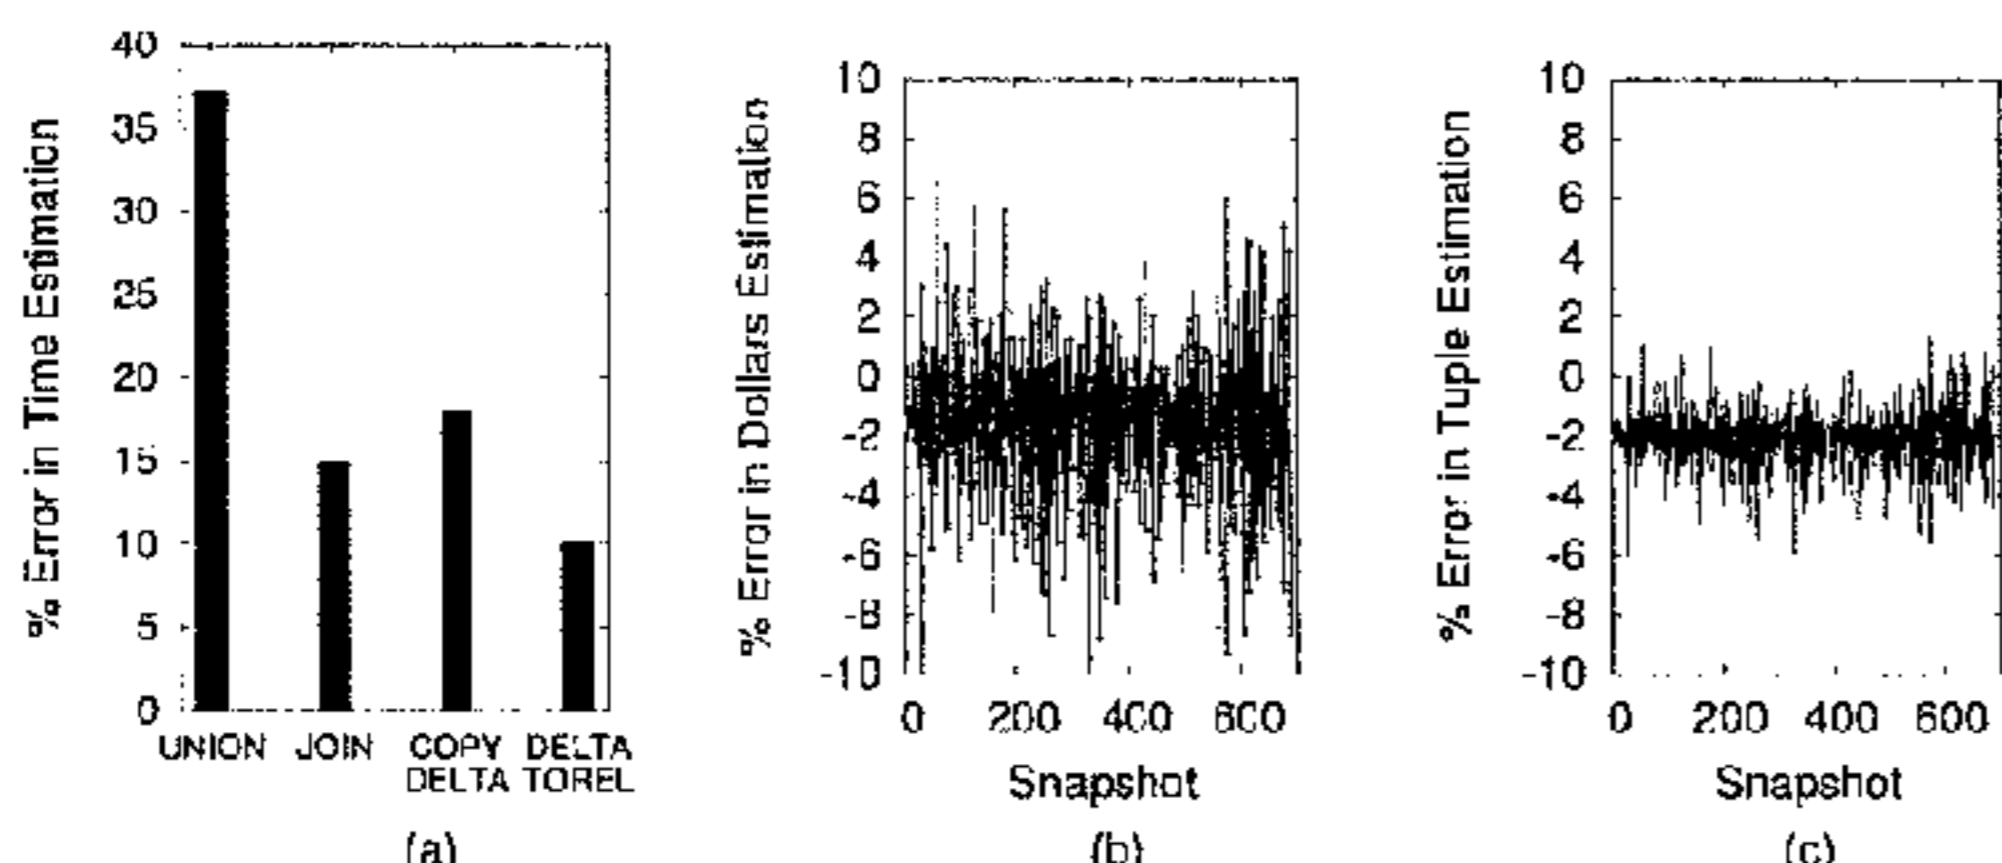 % Error in Time Estimation
40
35
30
25
20
15
10
5
0
UNION JOIN COPY DELTA
DELTA TOREL
(a)
% Error in Dollars Estimation
10
8
6
4
2
0
-2
-4
-6
-8
-10
0 200 400 600
Snapshot
(b)
% Error in Tuple Estimation
10
8
6
4
2
0
-2
-4
-6
-8
-10
0 200 400 600
Snapshot
(c)